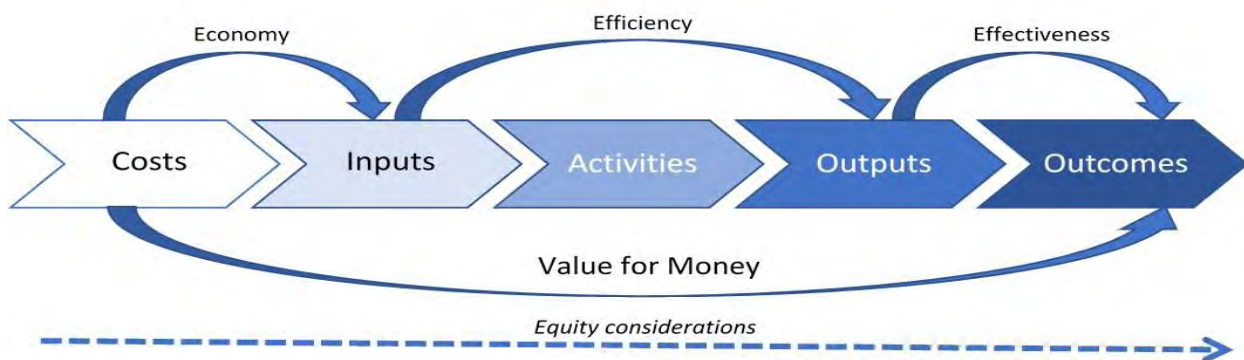 Economy
Efficiency
Effectiveness
Costs
Inputs
Activities
Outputs
Outcomes
Value for Money
Equity considerations